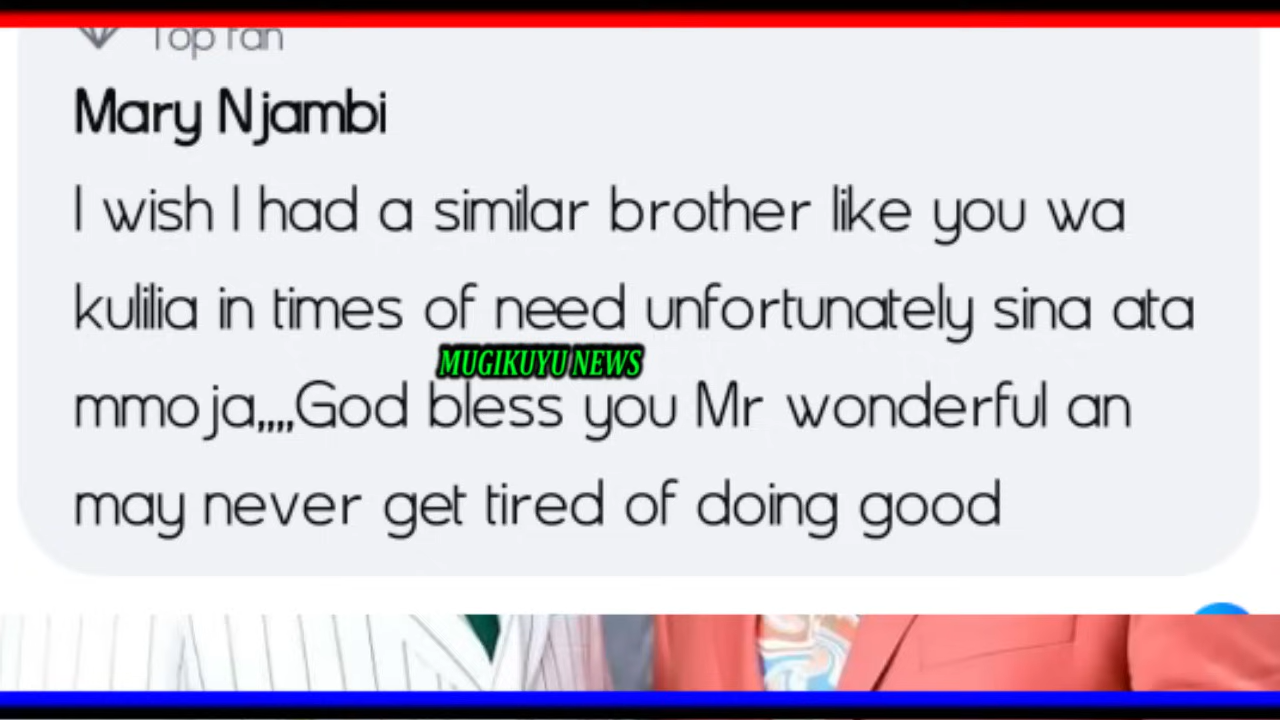 Top fan
Mary Njambi
I wish I had a similar brother like you wa
kulilia in times of need unfortunately sina ata
MUGIKUYU NEWS
mmoja,,,,God bless you Mr wonderful an
may never get tired of doing good